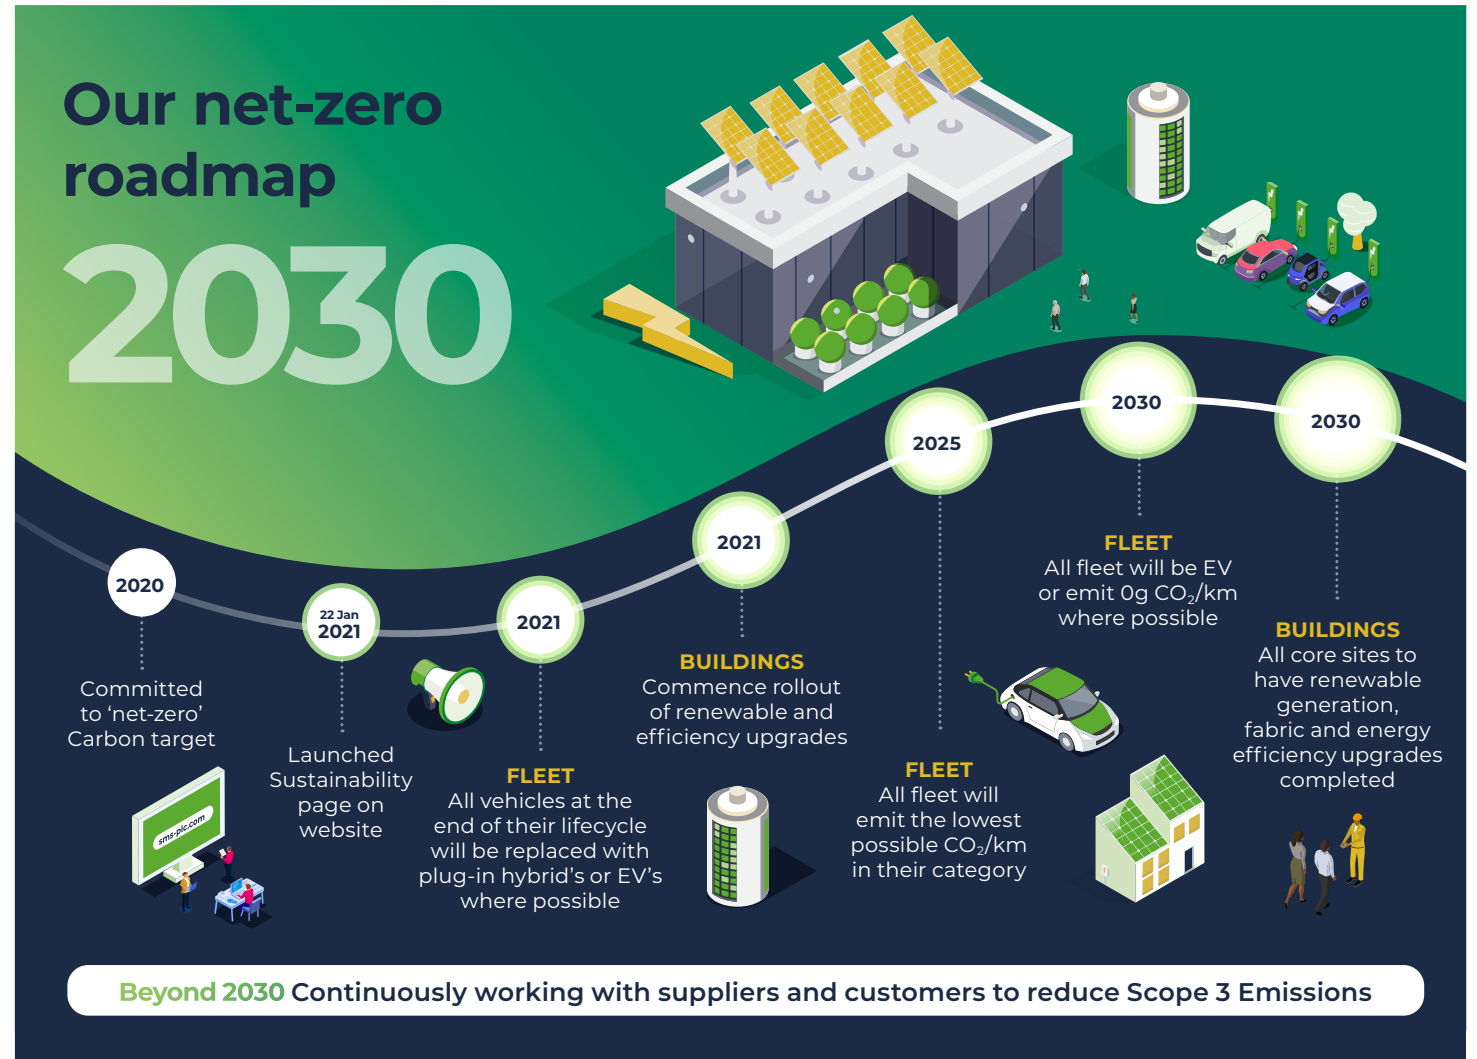 Our net-zero
roadmap
2030
2020
Committed
to ‘net-zero’
Carbon target
sms-plc.com
22 Jan
2021
Launched
Sustainability
page on
website
2021
FLEET
All vehicles at the
end of their lifecycle
will be replaced with
plug-in hybrid’s or EV’s
where possible
2021
BUILDINGS
Commence rollout
of renewable and
efficiency upgrades
2025
FLEET
All fleet will
emit the lowest
possible CO₂/km
in their category
2030
FLEET
All fleet will be EV
or emit 0g CO₂/km
where possible
2030
BUILDINGS
All core sites to
have renewable
generation,
fabric and energy
efficiency upgrades
completed
Beyond 2030 Continuously working with suppliers and customers to reduce Scope 3 Emissions